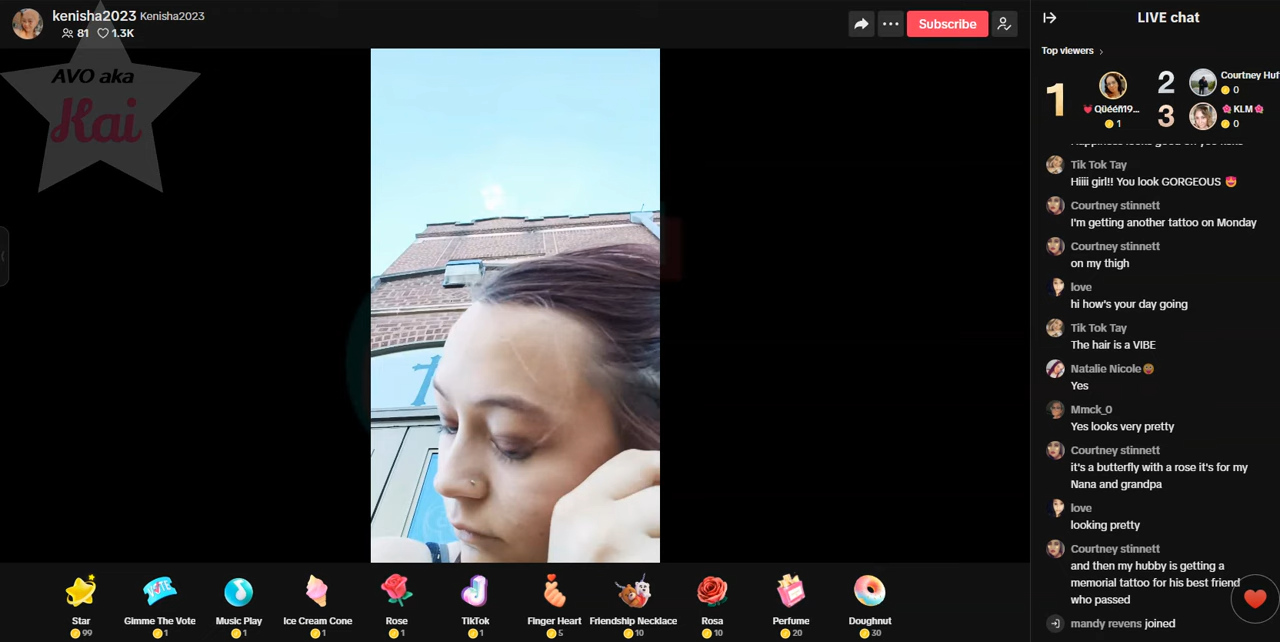 kenisha2023 Kenisha2023
81 1.3K
Subscribe
AVO aka
Kai
Star
99
Gimme The Vote
1
Music Play
1
Ice Cream Cone
1
Rose
1
TikTok
1
Finger Heart
5
Friendship Necklace
10
Rosa
10
Perfume
20
Doughnut
30
LIVE chat
Top viewers
1
1
2
Courtney Huf
0
3
KLM
0
Tik Tok Tay
Hiiii girl!! You look GORGEOUS 😍
Courtney stinnett
I'm getting another tattoo on Monday
Courtney stinnett
on my thigh
love
hi how's your day going
Tik Tok Tay
The hair is a VIBE
Natalie Nicole
Yes
Mmck_0
Yes looks very pretty
Courtney stinnett
it's a butterfly with a rose it's for my
Nana and grandpa
love
looking pretty
Courtney stinnett
and then my hubby is getting a
memorial tattoo for his best friend
who passed
mandy revens joined